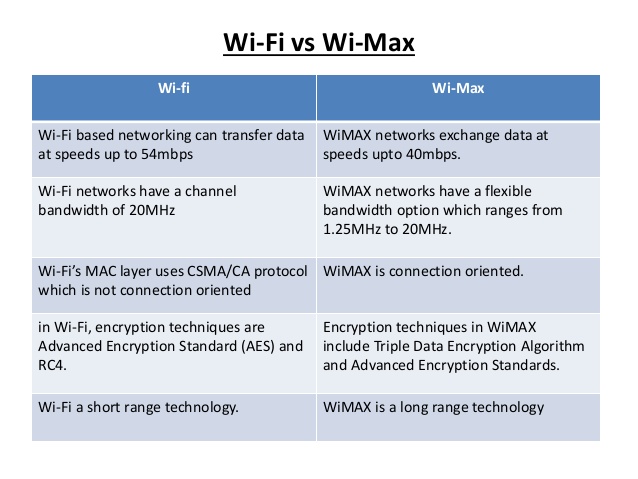 Wi-Fi vs Wi-Max
Wi-fi
Wi-Max
Wi-Fi based networking can transfer data
at speeds up to 54mbps
WiMAX networks exchange data at
speeds upto 40mbps.
Wi-Fi networks have a channel
bandwidth of 20MHz
WiMAX networks have a flexible
bandwidth option which ranges from
1.25MHz to 20MHz.
Wi-Fi’s MAC layer uses CSMA/CA protocol
which is not connection oriented
WiMAX is connection oriented.
in Wi-Fi, encryption techniques are
Advanced Encryption Standard (AES) and
RC4.
Encryption techniques in WiMAX
include Triple Data Encryption Algorithm
and Advanced Encryption Standards.
Wi-Fi a short range technology.
WiMAX is a long range technology